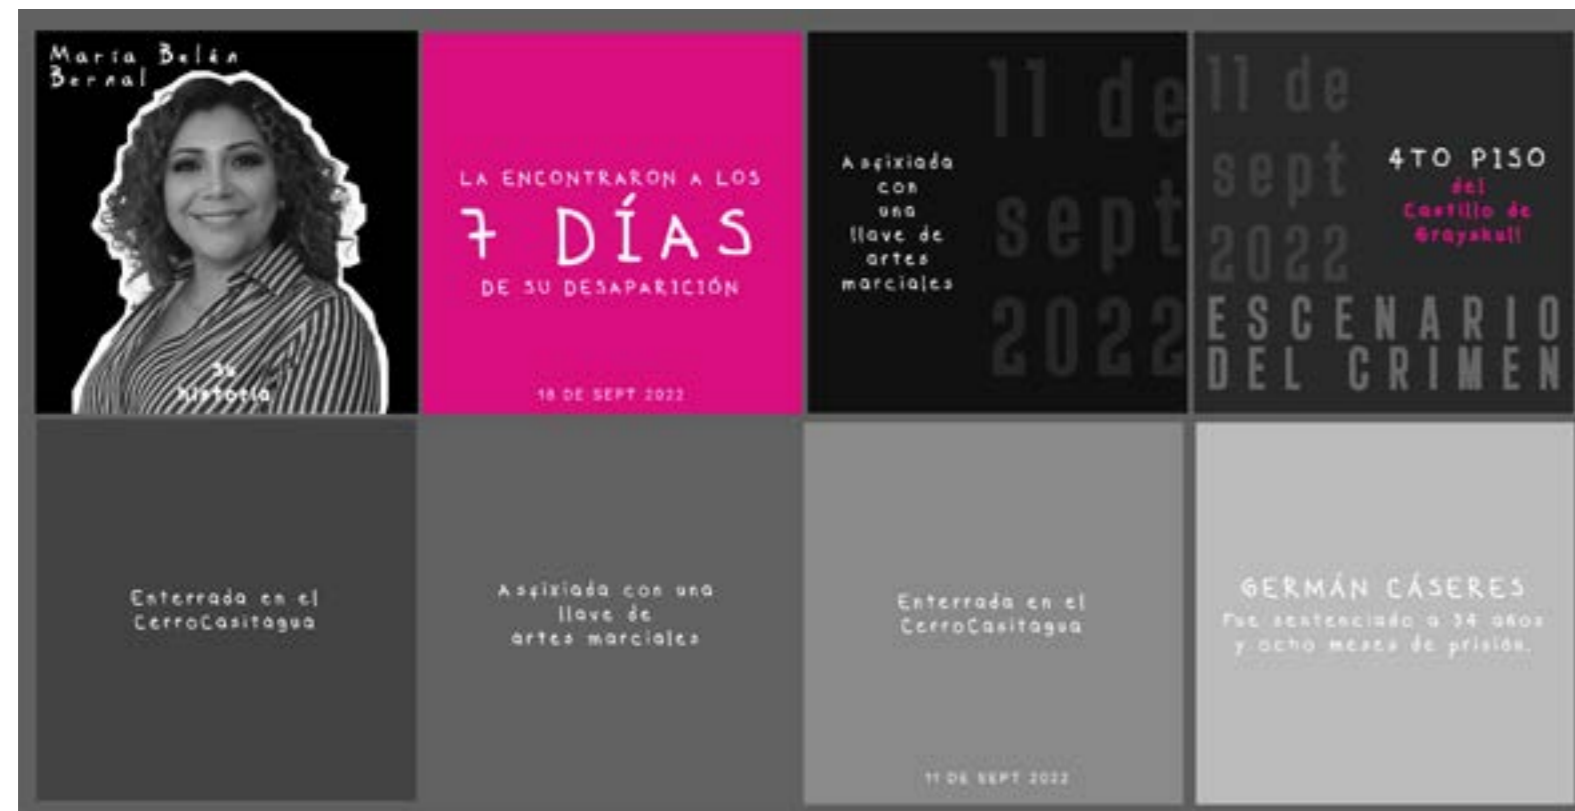 María Belén
Bernal
Su
historia
LA ENCONTRARON A LOS
7 DÍAS
DE SU DESAPARICIÓN
18 DE SEPT 2022
Asfixiada
con
una
llave de
artes
marciales
11 de
sept
2022
11 de
sept
2022
4TO PISO
del
Castillo de
Grayskull
ESCENARIO
DEL CRIMEN
Enterrada en el
CerroCasitagua
Asfixiada con una
llave de
artes marciales
Enterrada en el
CerroCasitagua
11 DE SEPT 2022
GERMÁN CÁSERES
Fue sentenciado a 34 años
y ocho meses de prisión.